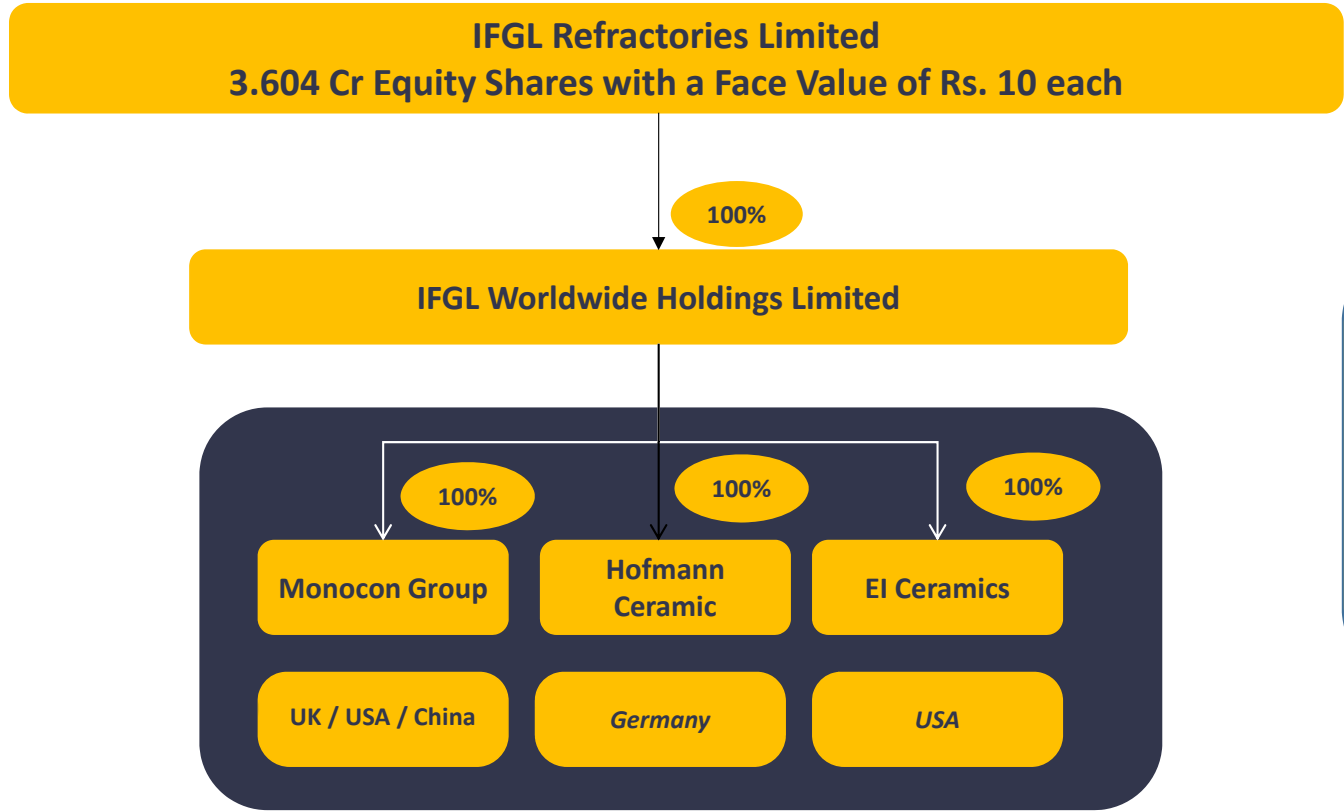 IFGL Refractories Limited
3.604 Cr Equity Shares with a Face Value of Rs. 10 each
100%
IFGL Worldwide Holdings Limited
100%
100%
100%
Monocon Group
Hofmann
Ceramic
EI Ceramics
UK / USA / China
Germany
USA